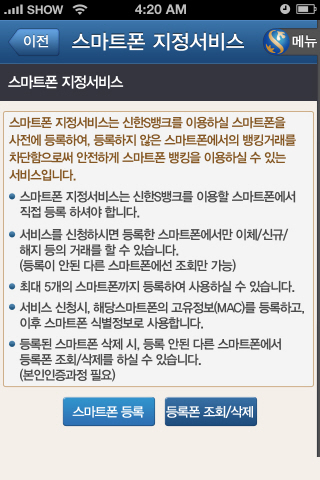 SHOW 4:20 AM
이전 스마트폰 지정서비스 메뉴
스마트폰 지정서비스
스마트폰 지정서비스는 신한S뱅크를 이용하실 스마트폰을
사전에 등록하여, 등록하지 않은 스마트폰에서의 뱅킹거래를
차단함으로써 안전하게 스마트폰 뱅킹을 이용하실 수 있는
서비스입니다.
스마트폰 지정서비스는 신한S뱅크를 이용할 스마트폰에서
직접 등록 하셔야 합니다.
서비스를 신청하시면 등록한 스마트폰에서만 이체/신규/
해지 등의 거래를 할 수 있습니다.
(등록이 안된 다른 스마트폰에선 조회만 가능)
최대 5개의 스마트폰까지 등록하여 사용하실 수 있습니다.
서비스 신청시, 해당스마트폰의 고유정보(MAC)를 등록하고,
이후 스마트폰 식별정보로 사용합니다.
등록된 스마트폰 삭제 시, 등록 안된 다른 스마트폰에서
등록폰 조회/삭제를 하실 수 있습니다.
(본인인증과정 필요)
스마트폰 등록 등록폰 조회/삭제